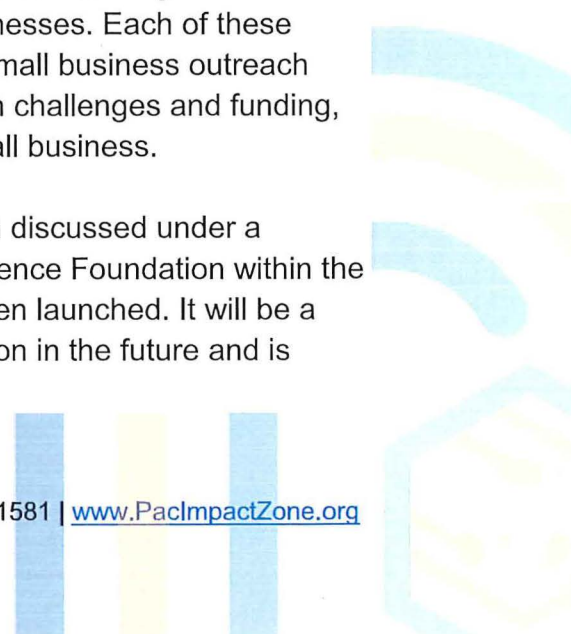 nesses. Each of these
mall business outreach
n challenges and funding,
all business.
discussed under a
ence Foundation within the
en launched. It will be a
on in the future and is
1581 | www.PacImpactZone.org